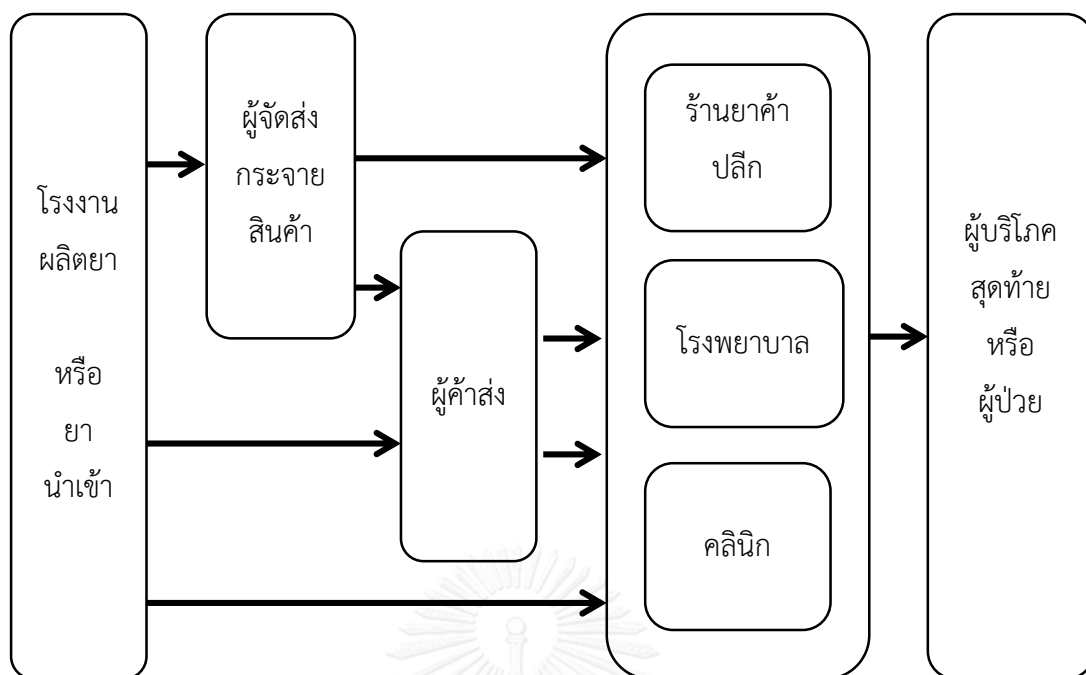 โรงงาน
ผลิตยา
หรือ
ยา
นำเข้า
ผู้จัดส่ง
กระจาย
สินค้า
ผู้ค้าส่ง
ร้านยาค้า
ปลีก
โรงพยาบาล
คลินิก
ผู้บริโภค
สุดท้าย
หรือ
ผู้ป่วย